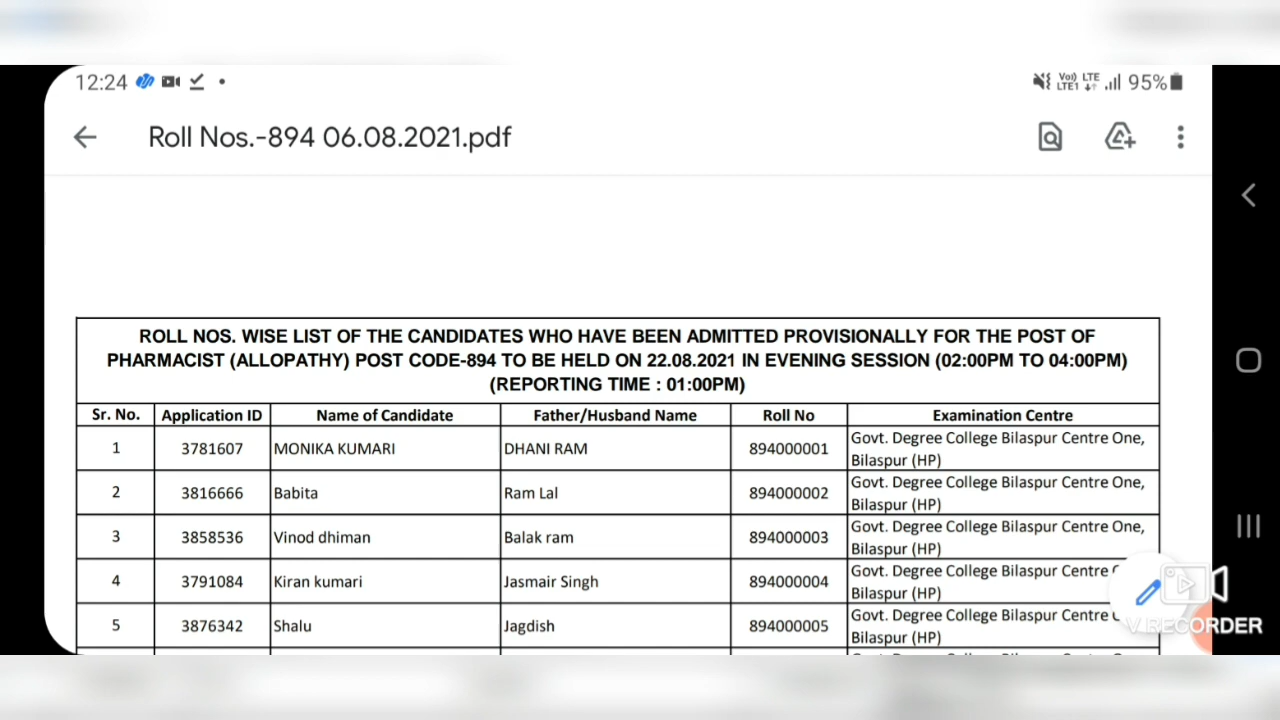 12:24
Vo) LTE
LTE1
95%
Roll Nos.-894 06.08.2021.pdf
ROLL NOS. WISE LIST OF THE CANDIDATES WHO HAVE BEEN ADMITTED PROVISIONALLY FOR THE POST OF
PHARMACIST (ALLOPATHY) POST CODE-894 TO BE HELD ON 22.08.2021 IN EVENING SESSION (02:00PM TO 04:00PM)
(REPORTING TIME : 01:00PM)
Sr. No. Application ID Name of Candidate Father/Husband Name Roll No Examination Centre
1 3781607 MONIKA KUMARI DHANI RAM 894000001 Govt. Degree College Bilaspur Centre One,
Bilaspur (HP)
2 3816666 Babita Ram Lal 894000002 Govt. Degree College Bilaspur Centre One,
Bilaspur (HP)
3 3858536 Vinod dhiman Balak ram 894000003 Govt. Degree College Bilaspur Centre One,
Bilaspur (HP)
4 3791084 Kiran kumari Jasmair Singh 894000004 Govt. Degree College Bilaspur Centre
Bilaspur (HP)
5 3876342 Shalu Jagdish 894000005 Govt. Degree College Bilaspur Centre
Bilaspur (HP)
V RECORDER